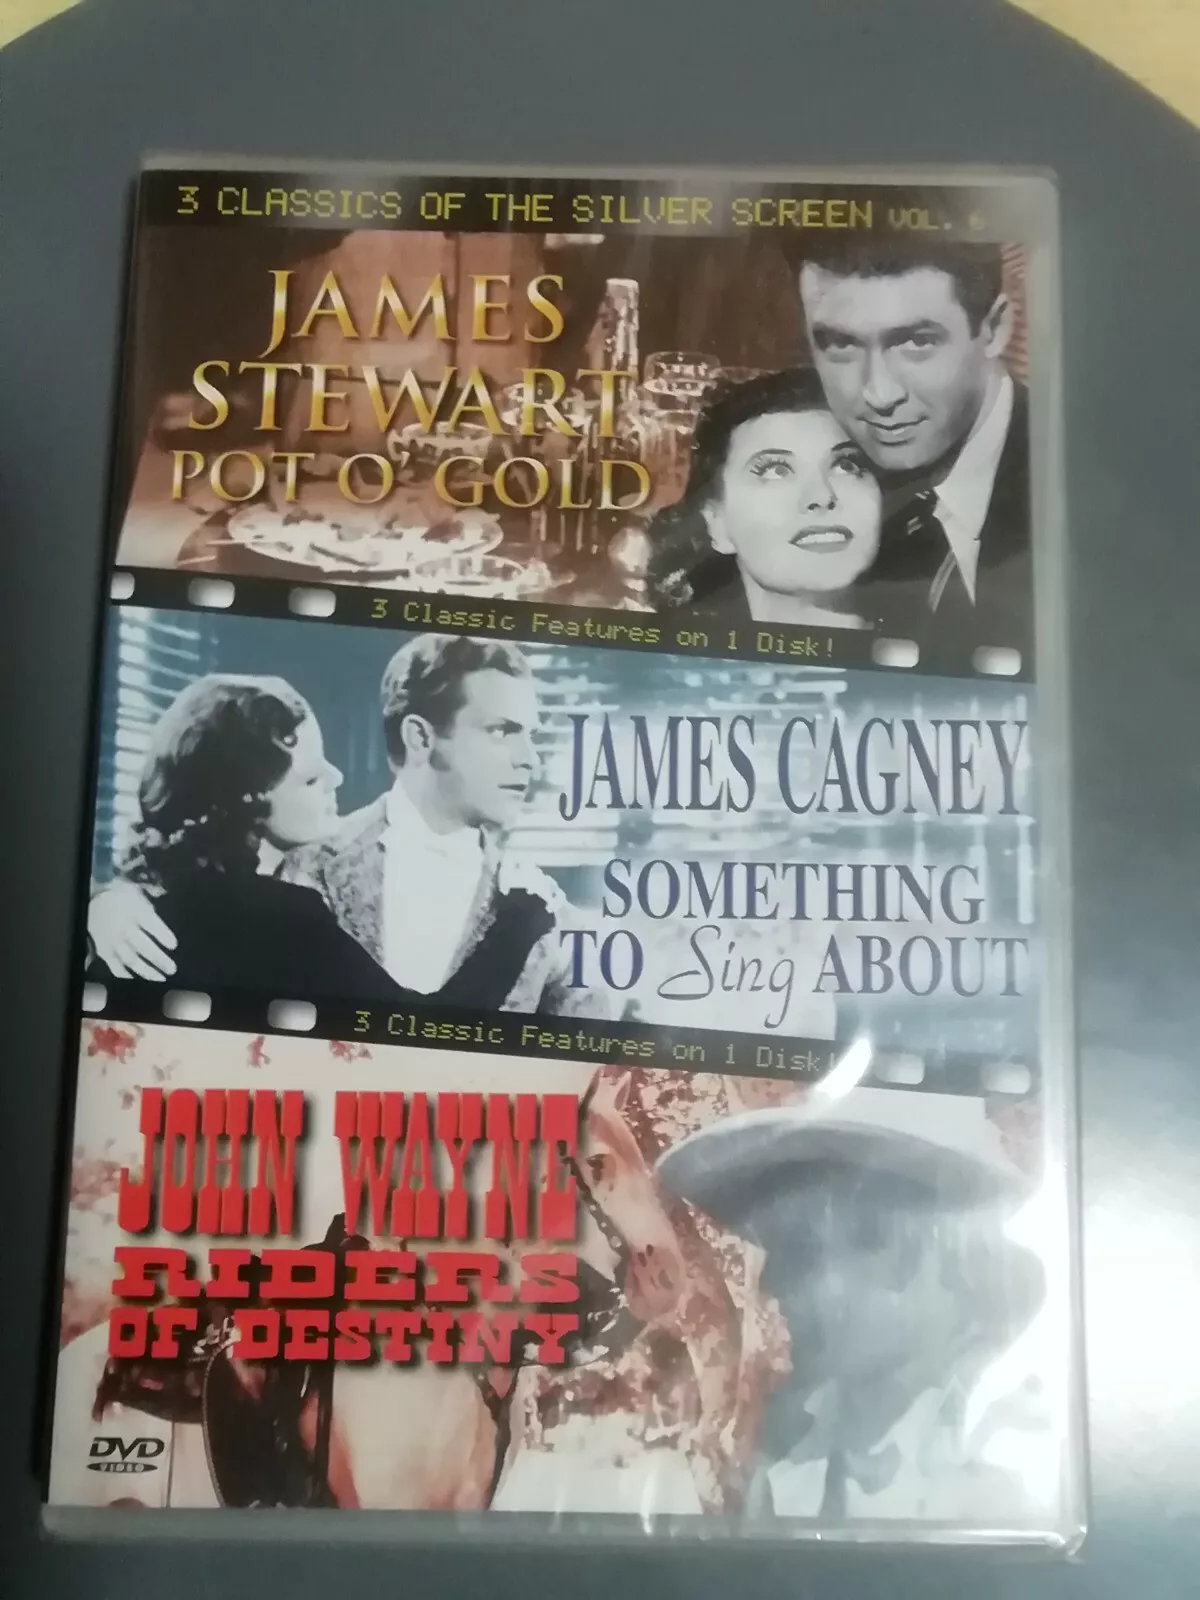 3 CLASSICS OF THE SILVER SCREEN VOL. 6
JAMES
STEWART
POT O' GOLD
3 Classic Features on 1 Disk!
JAMES CAGNEY
SOMETHING
TO Sing ABOUT
3 Classic Features on 1 Disk!
JOHN WAYNE
RIDERS
OF DESTINY
DVD
VIDEO